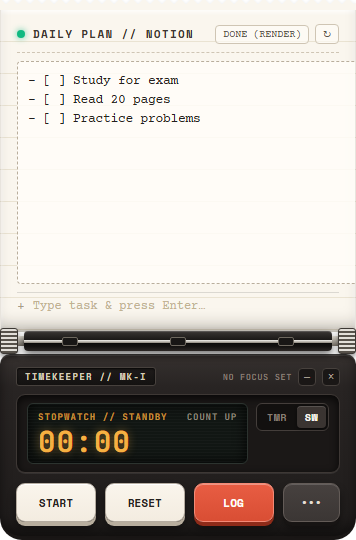 DAILY PLAN // NOTION DONE (RENDER) ↻
- [ ] Study for exam
- [ ] Read 20 pages
- [ ] Practice problems
+ Type task & press Enter…
TIMEKEEPER // MK-I NO FOCUS SET — ×
STOPWATCH // STANDBY COUNT UP TMR SW
00:00
START RESET LOG •••